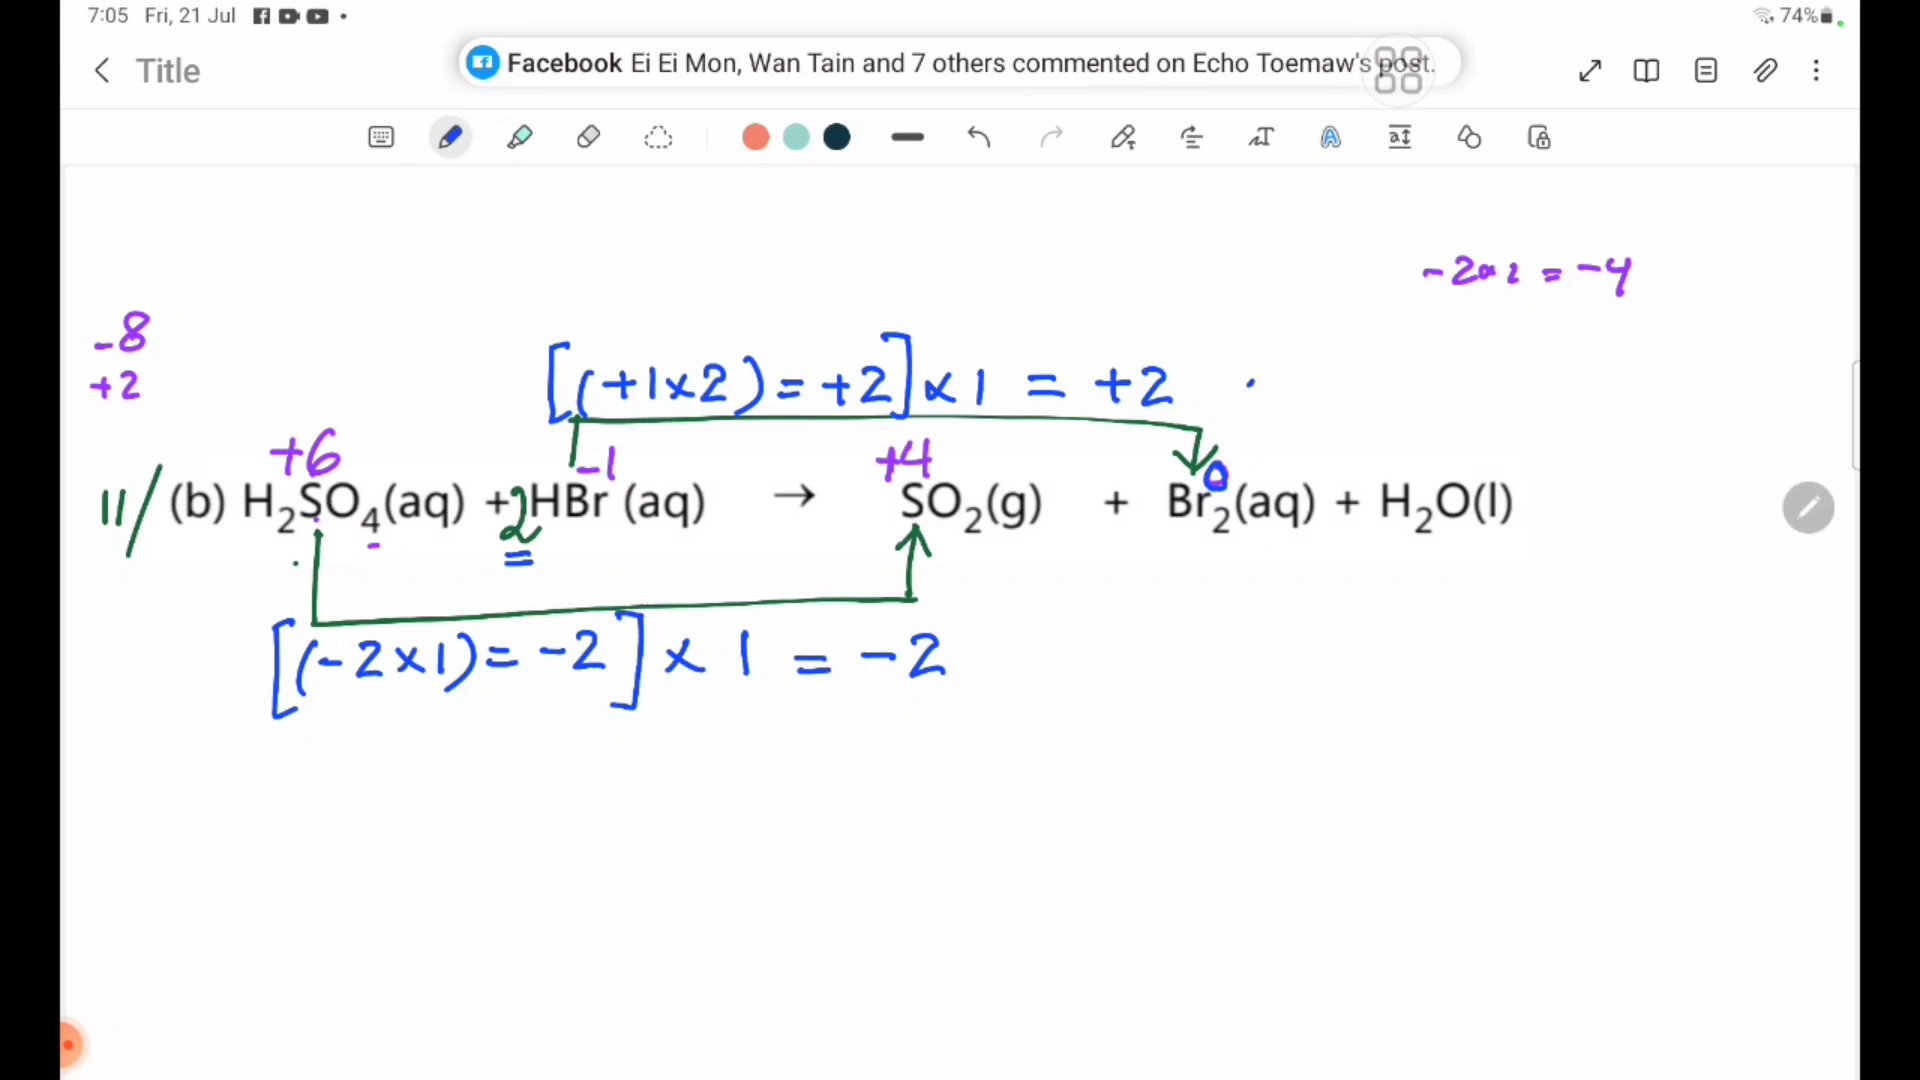 7:05 Fri, 21 Jul 74%
Title
Facebook Ei Ei Mon, Wan Tain and 7 others commented on Echo Toemaw's post.
-2×2 = -4
-8
+2
[(+1×2)=+2]×1 = +2
+6 -1 +4 0
11/ (b) H₂SO₄(aq) + 2HBr (aq) → SO₂(g) + Br₂(aq) + H₂O(l)
[(-2×1)= -2] × 1 = -2